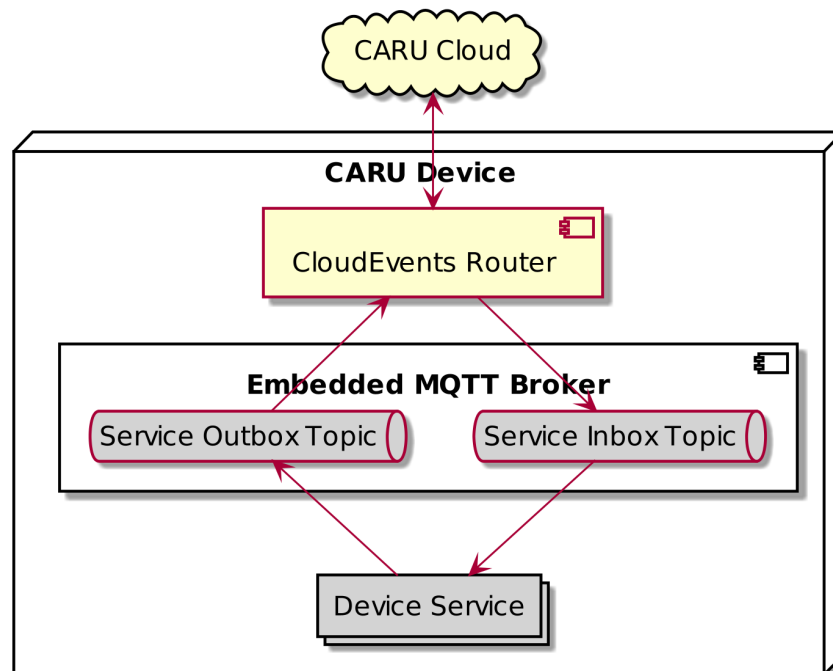 CARU Cloud
CARU Device
CloudEvents Router
Embedded MQTT Broker
Service Outbox Topic
Service Inbox Topic
Device Service